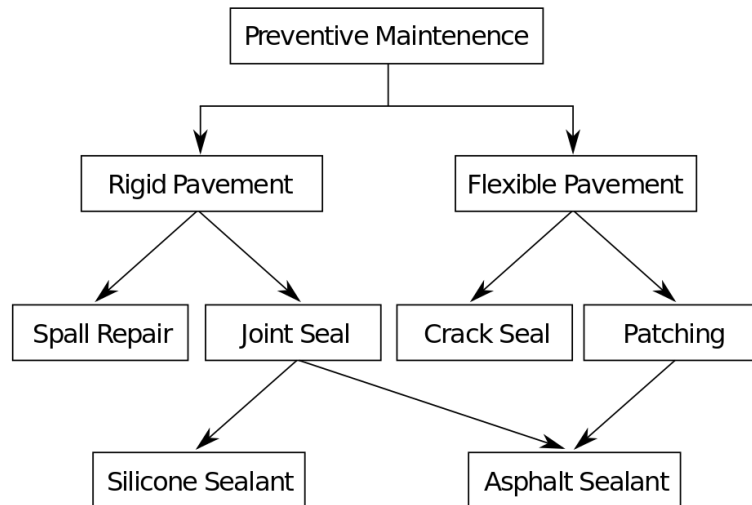 Preventive Maintenence
Rigid Pavement
Flexible Pavement
Spall Repair
Joint Seal
Crack Seal
Patching
Silicone Sealant
Asphalt Sealant